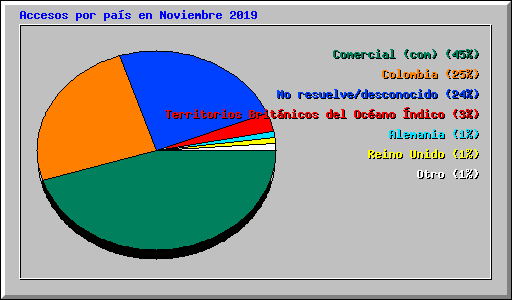 Accesos por país en Noviembre 2019
Comercial (com) (45%)
Colombia (25%)
No resuelve/desconocido (24%)
Territorios Británicos del Océano Índico (3%)
Alemania (1%)
Reino Unido (1%)
Otro (1%)